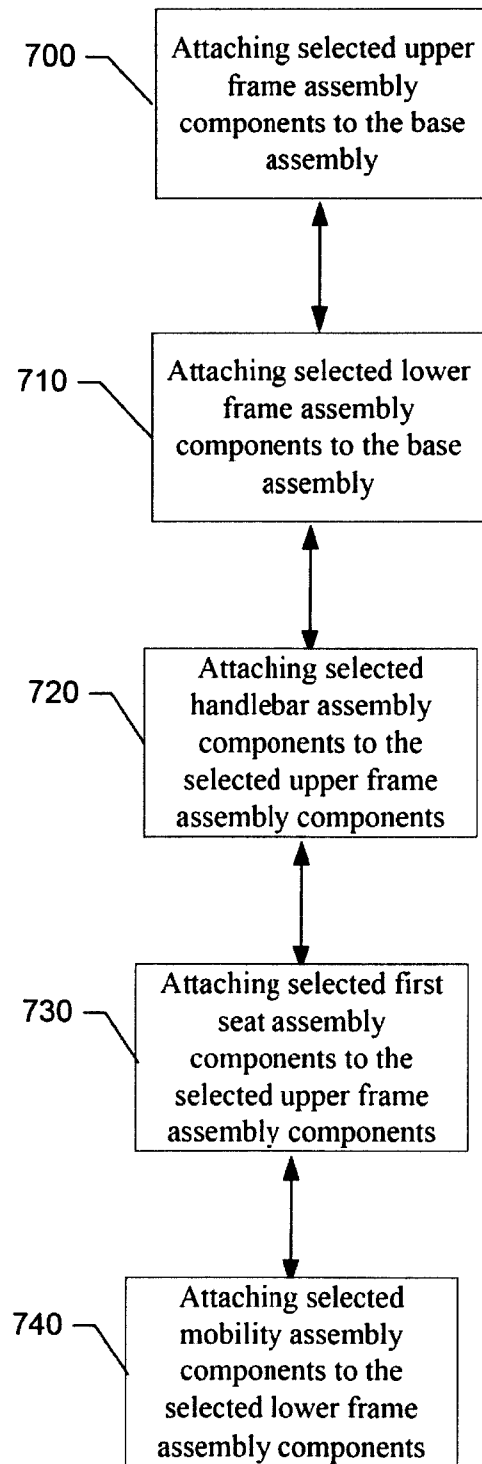 700
Attaching selected upper
frame assembly
components to the base
assembly
710
Attaching selected lower
frame assembly
components to the base
assembly
720
Attaching selected
handlebar assembly
components to the
selected upper frame
assembly components
730
Attaching selected first
seat assembly
components to the
selected upper frame
assembly components
740
Attaching selected
mobility assembly
components to the
selected lower frame
assembly components